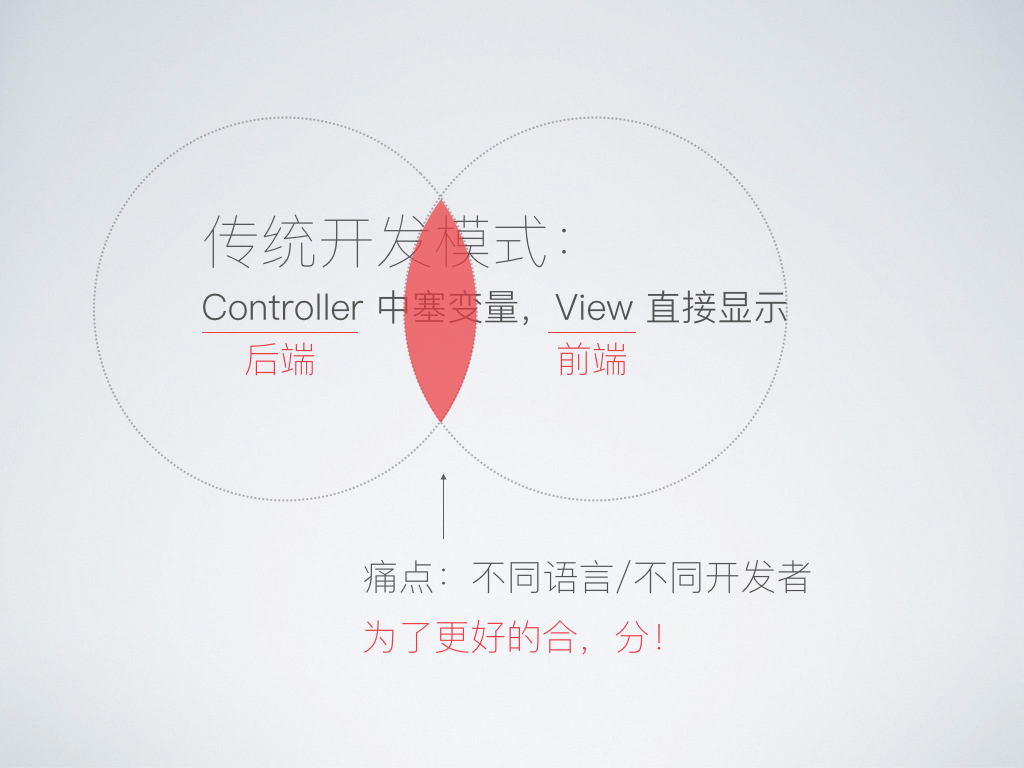 传统开发模式：
Controller 中塞变量，View 直接显示
后端 前端
痛点：不同语言/不同开发者
为了更好的合，分！